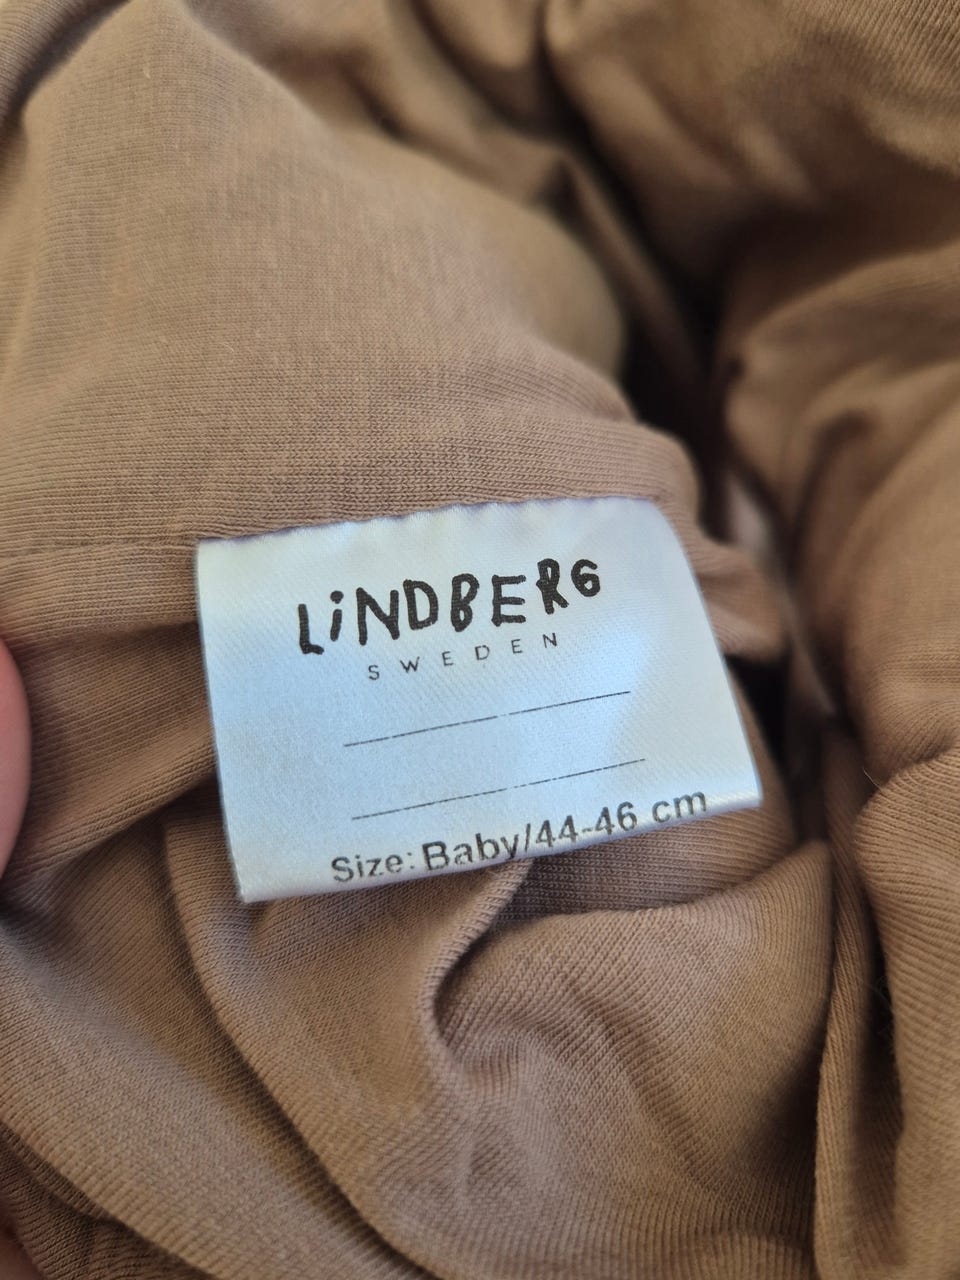 LiNDBERG
SWEDEN
Size: Baby/44-46 cm